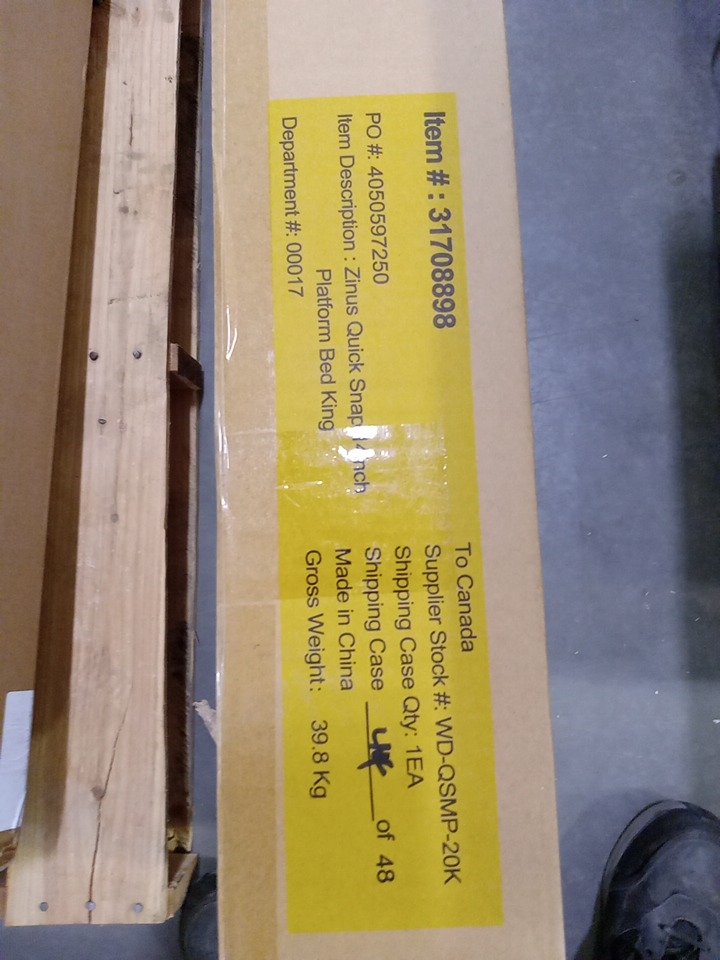 Item # : 31708898
PO #: 4050597250
Item Description : Zinus Quick Snap 14 inch
Platform Bed King
Department #: 00017
To Canada
Supplier Stock #: WD-QSMP-20K
Shipping Case Qty: 1EA
Shipping Case of 48
Made in China
Gross Weight: 39.8 Kg